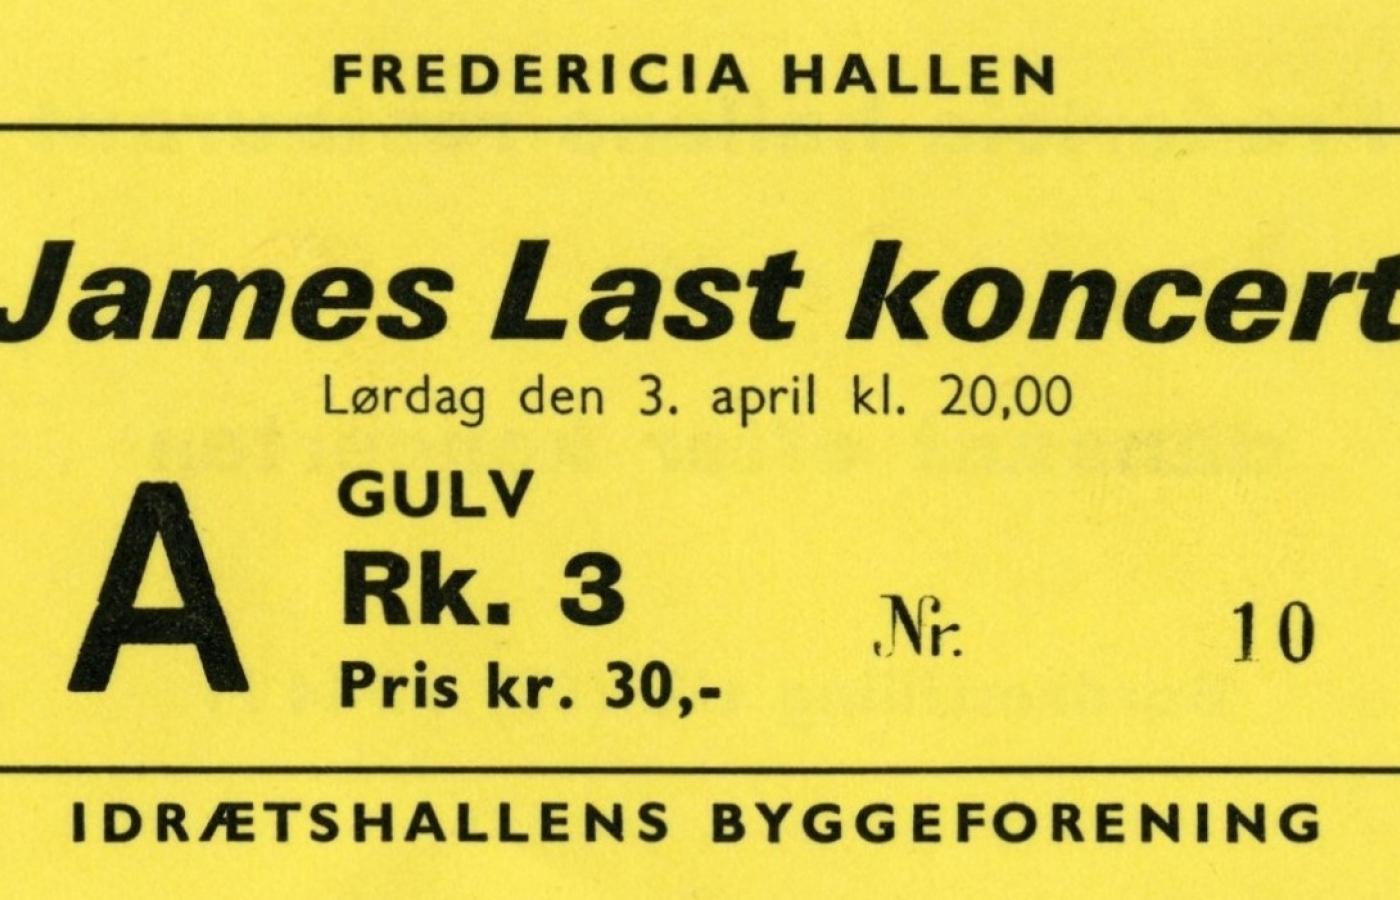 FREDERICIA HALLEN
James Last koncert
Lørdag den 3. april kl. 20,00
A
GULV
Rk. 3
Nr. 10
Pris kr. 30,-
IDRÆTSHALLENS BYGGEFORENING